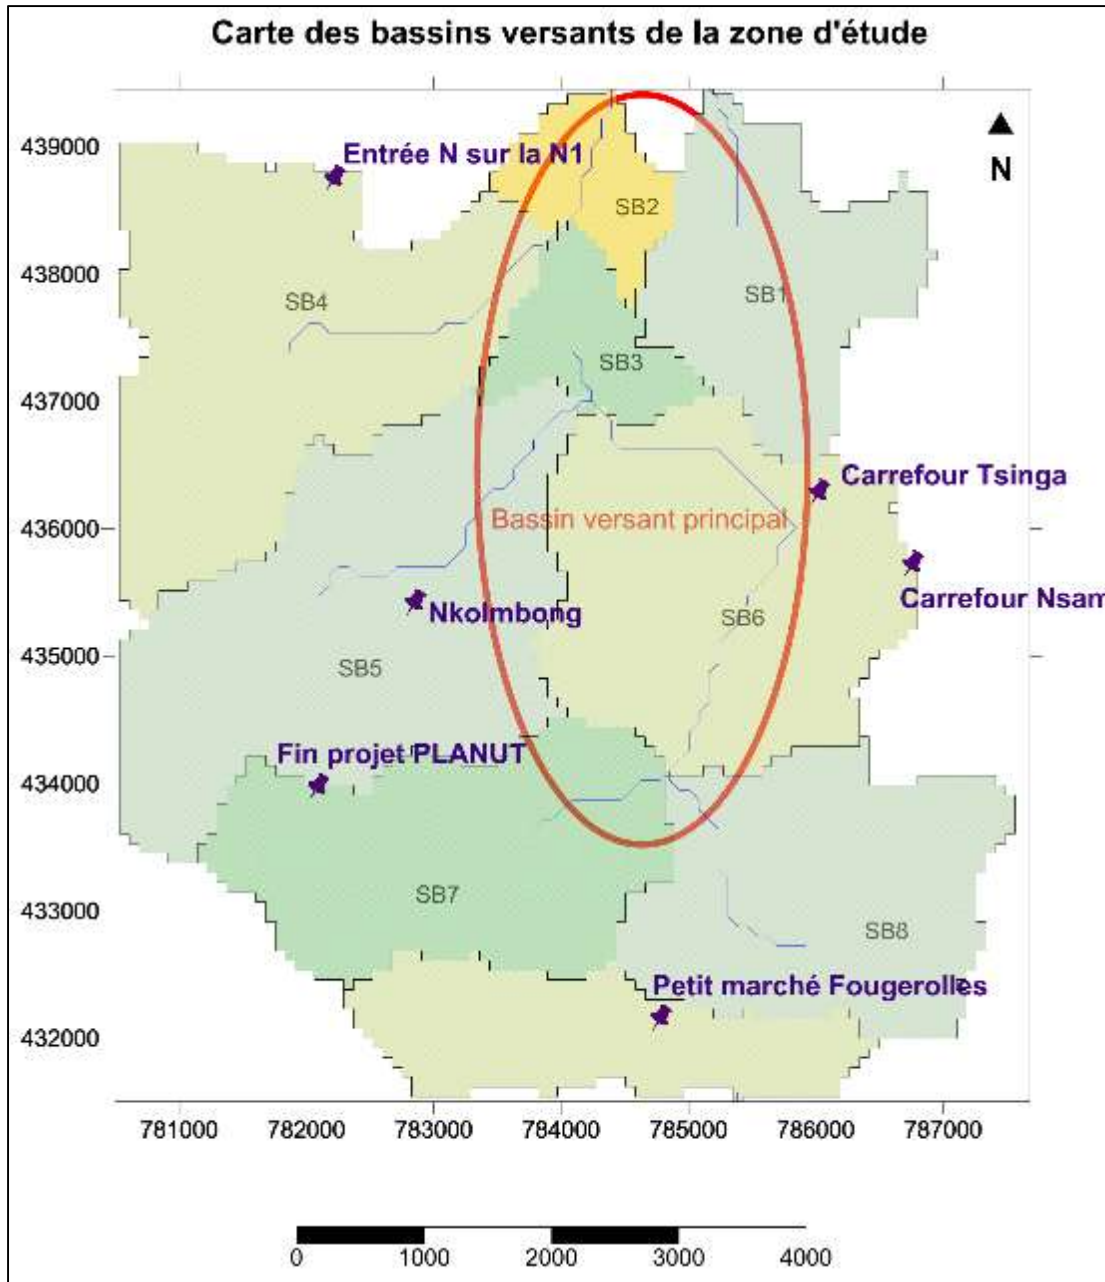 Carte des bassins versants de la zone d'étude
439000
Entrée N sur la N1
N
SB2
438000
SB4
SB1
SB3
437000
Carrefour Tsinga
436000
Bassin versant principal
Carrefour Nsam
Nkolmbong
SB6
435000
SB5
Fin projet PLANUT
434000
433000
SB7
SB8
Petit marché Fougerolles
432000
781000 782000 783000 784000 785000 786000 787000
0 1000 2000 3000 4000